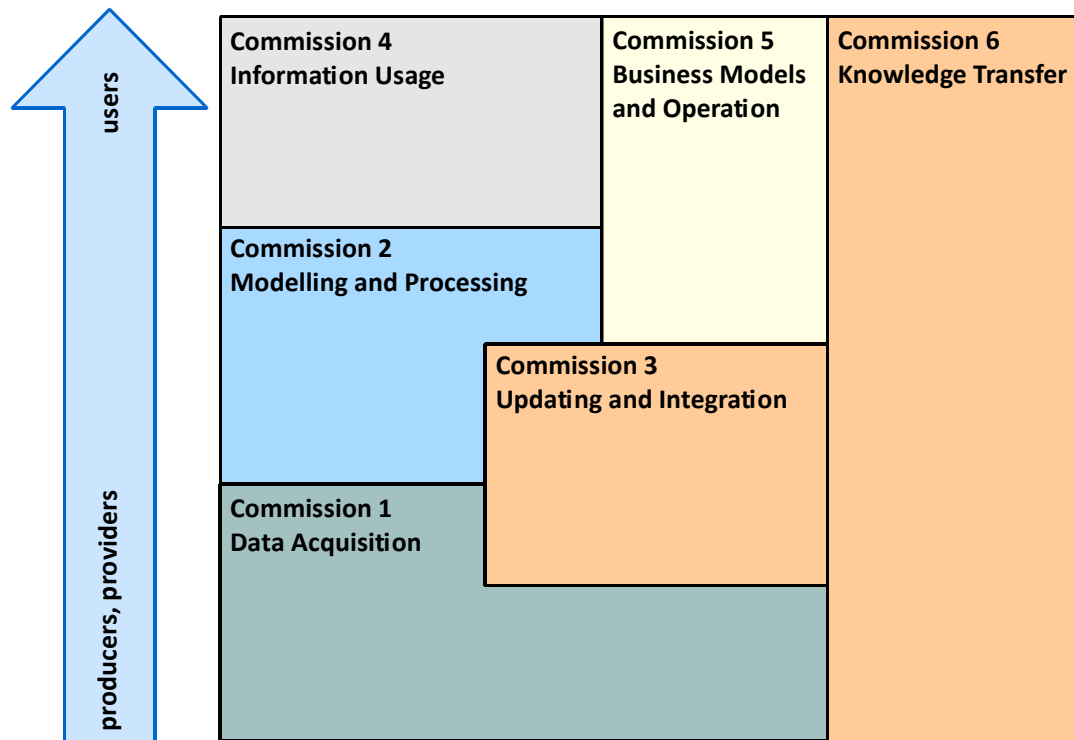 users
producers, providers
Commission 4
Information Usage
Commission 5
Business Models
and Operation
Commission 6
Knowledge Transfer
Commission 2
Modelling and Processing
Commission 3
Updating and Integration
Commission 1
Data Acquisition